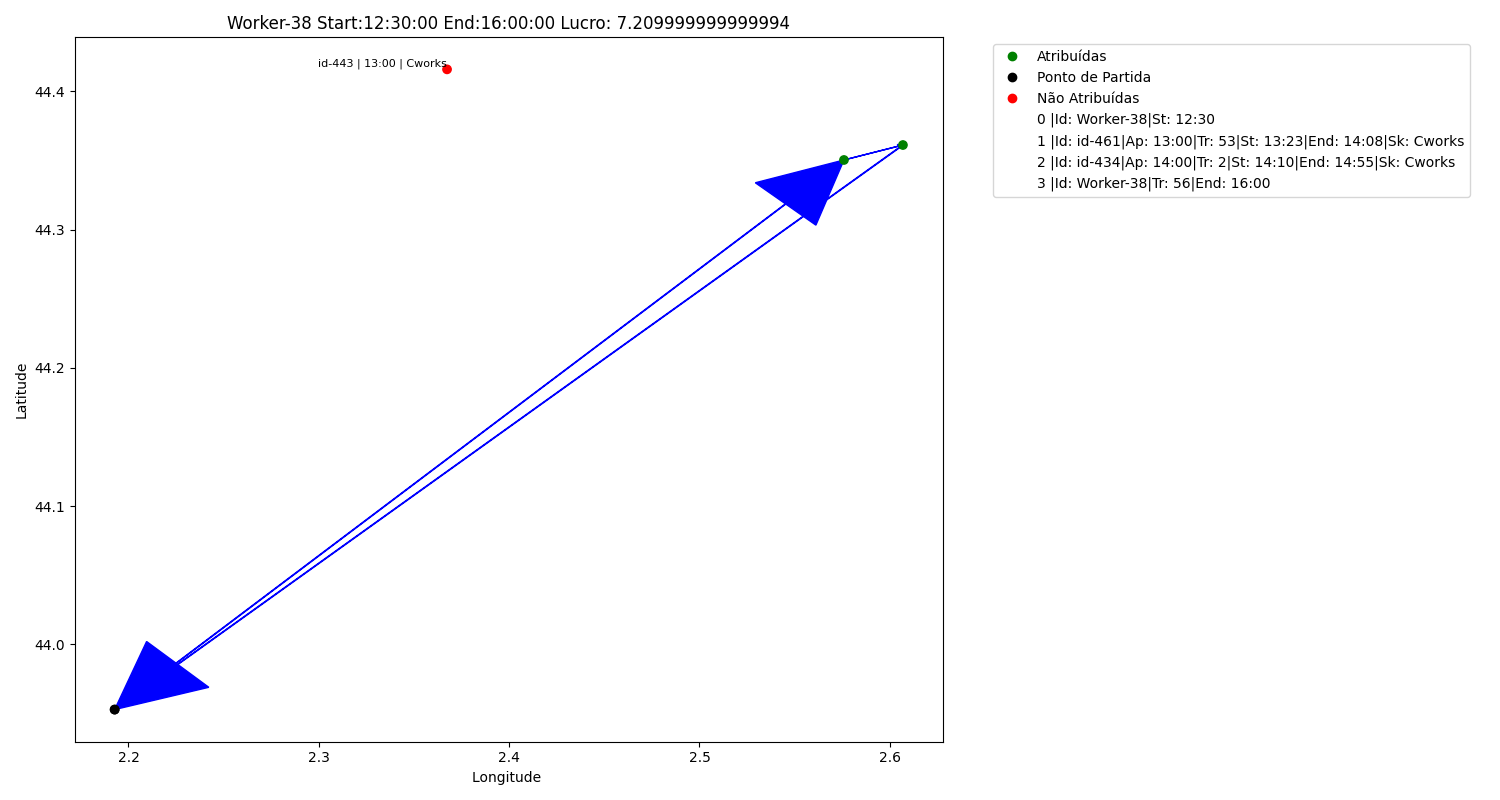 Worker-38 Start:12:30:00 End:16:00:00 Lucro: 7.209999999999994
id-443 | 13:00 | Cworks
44.4
44.3
44.2
44.1
44.0
Latitude
2.2
2.3
2.4
2.5
2.6
Longitude
Atribuídas
Ponto de Partida
Não Atribuídas
0 |Id: Worker-38|St: 12:30
1 |Id: id-461|Ap: 13:00|Tr: 53|St: 13:23|End: 14:08|Sk: Cworks
2 |Id: id-434|Ap: 14:00|Tr: 2|St: 14:10|End: 14:55|Sk: Cworks
3 |Id: Worker-38|Tr: 56|End: 16:00